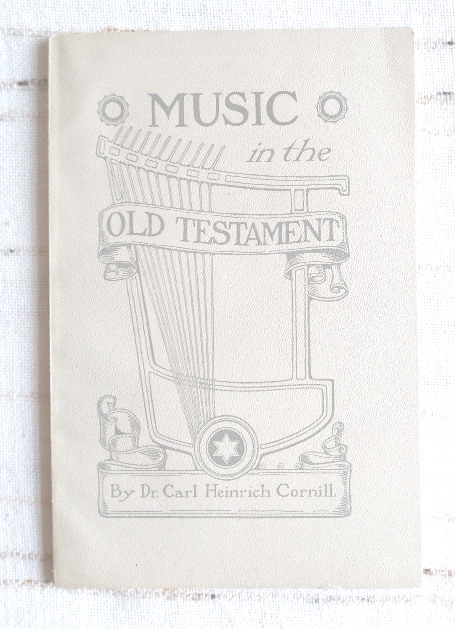 MUSIC
in the
OLD TESTAMENT
By Dr. Carl Heinrich Cornill.